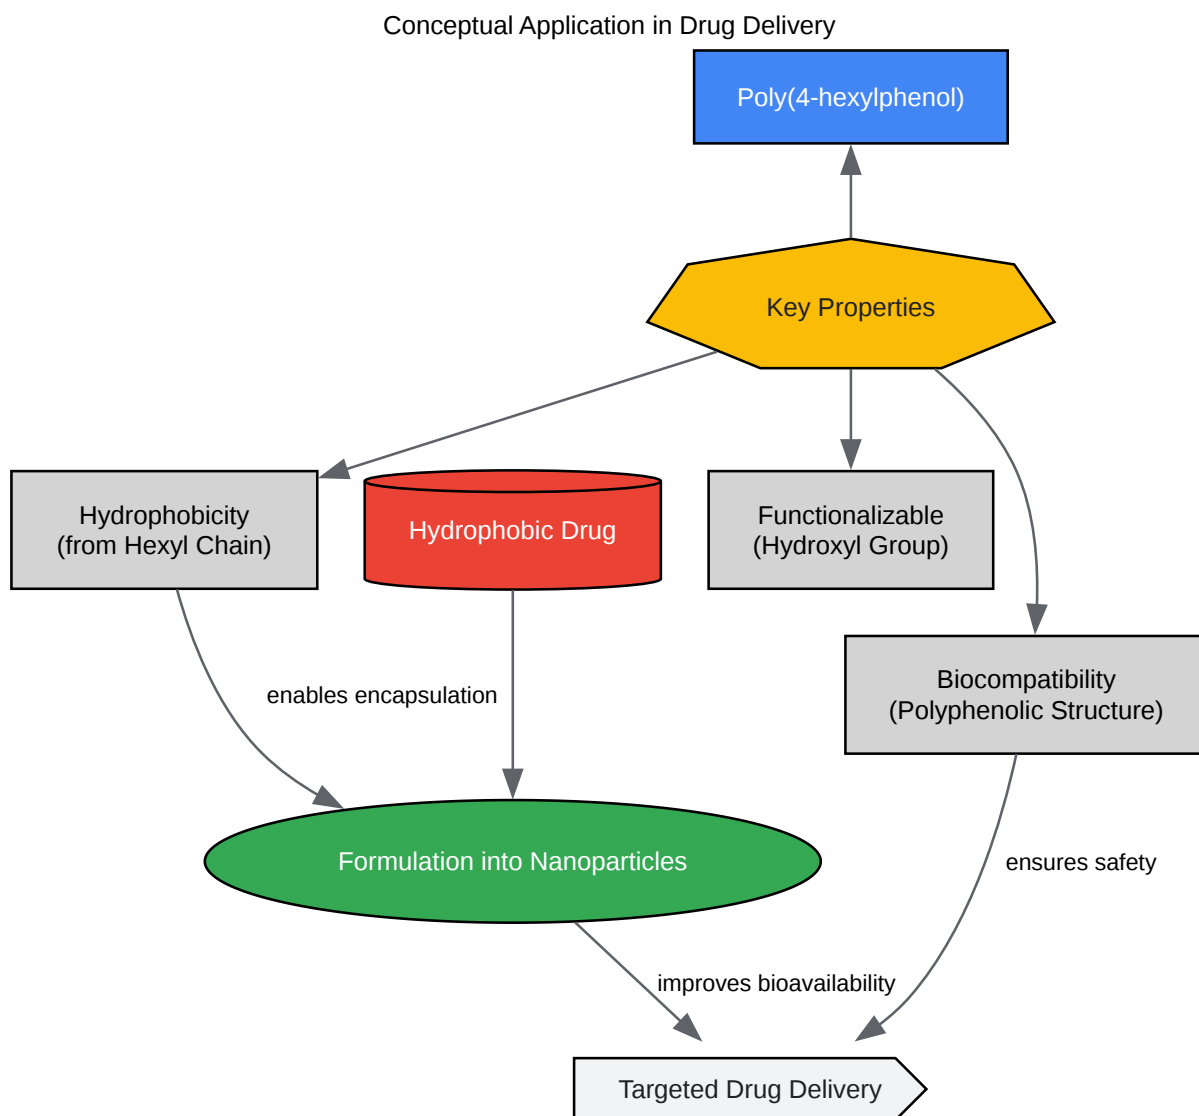 Conceptual Application in Drug Delivery
Poly(4-hexylphenol)
Key Properties
Hydrophobicity
(from Hexyl Chain)
Hydrophobic Drug
Functionalizable
(Hydroxyl Group)
Biocompatibility
(Polyphenolic Structure)
enables encapsulation
Formulation into Nanoparticles
ensures safety
improves bioavailability
Targeted Drug Delivery